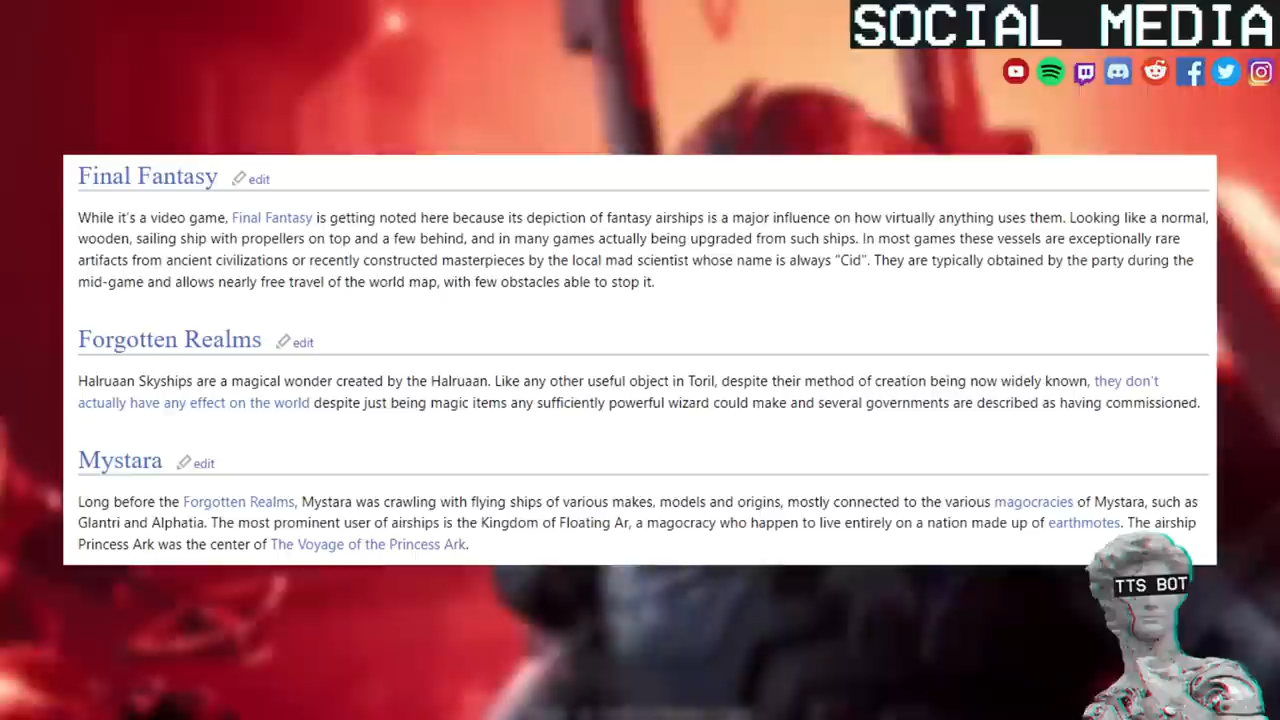 SOCIAL MEDIA
Final Fantasy edit
While it's a video game, Final Fantasy is getting noted here because its depiction of fantasy airships is a major influence on how virtually anything uses them. Looking like a normal,
wooden, sailing ship with propellers on top and a few behind, and in many games actually being upgraded from such ships. In most games these vessels are exceptionally rare
artifacts from ancient civilizations or recently constructed masterpieces by the local mad scientist whose name is always “Cid”. They are typically obtained by the party during the
mid-game and allows nearly free travel of the world map, with few obstacles able to stop it.
Forgotten Realms edit
Halruaan Skyships are a magical wonder created by the Halruaan. Like any other useful object in Toril, despite their method of creation being now widely known, they don't
actually have any effect on the world despite just being magic items any sufficiently powerful wizard could make and several governments are described as having commissioned.
Mystara edit
Long before the Forgotten Realms, Mystara was crawling with flying ships of various makes, models and origins, mostly connected to the various magocracies of Mystara, such as
Glantri and Alphatia. The most prominent user of airships is the Kingdom of Floating Ar, a magocracy who happen to live entirely on a nation made up of earthmotes. The airship
Princess Ark was the center of The Voyage of the Princess Ark.
TTS BOT